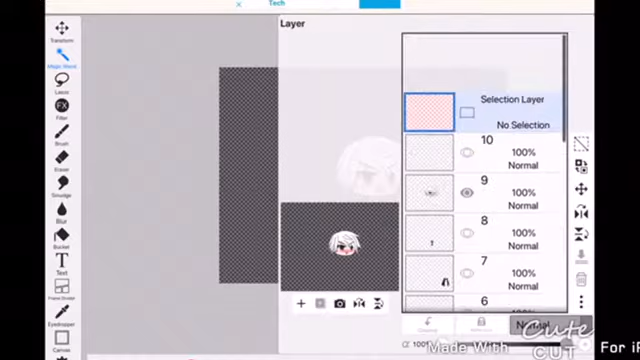 Tech
Layer
Transform
Magic Wand
Lasso
FX
Filter
Brush
Eraser
Smudge
Blur
Bucket
T
Text
Frame Divider
Eyedropper
Canvas
Selection Layer
No Selection
10
100%
Normal
9
100%
Normal
8
100%
Normal
7
100%
Normal
6
Normal
Made With
Cute
CUT
For iP